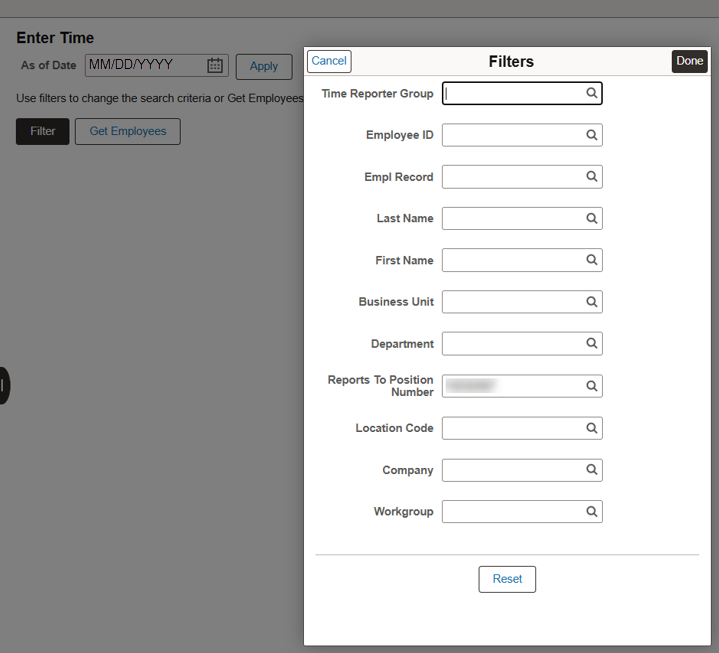 Enter Time
As of Date MM/DD/YYYY Apply
Use filters to change the search criteria or Get Employees
Filter Get Employees
Cancel Filters Done
Time Reporter Group
Employee ID
Empl Record
Last Name
First Name
Business Unit
Department
Reports To Position
Number
Location Code
Company
Workgroup
Reset